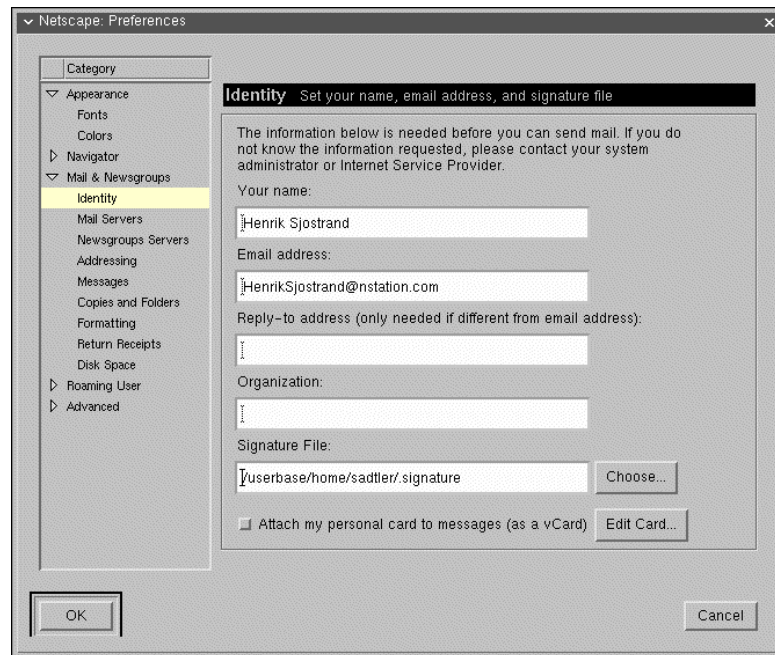 Netscape: Preferences
Category
Appearance
Fonts
Colors
Navigator
Mail & Newsgroups
Identity
Mail Servers
Newsgroups Servers
Addressing
Messages
Copies and Folders
Formatting
Return Receipts
Disk Space
Roaming User
Advanced
Identity Set your name, email address, and signature file
The information below is needed before you can send mail. If you do
not know the information requested, please contact your system
administrator or Internet Service Provider.
Your name:
Henrik Sjostrand
Email address:
HenrikSjostrand@nstation.com
Reply-to address (only needed if different from email address):
Organization:
Signature File:
/userbase/home/sadtler/.signature
Choose...
Attach my personal card to messages (as a vCard)
Edit Card...
OK
Cancel